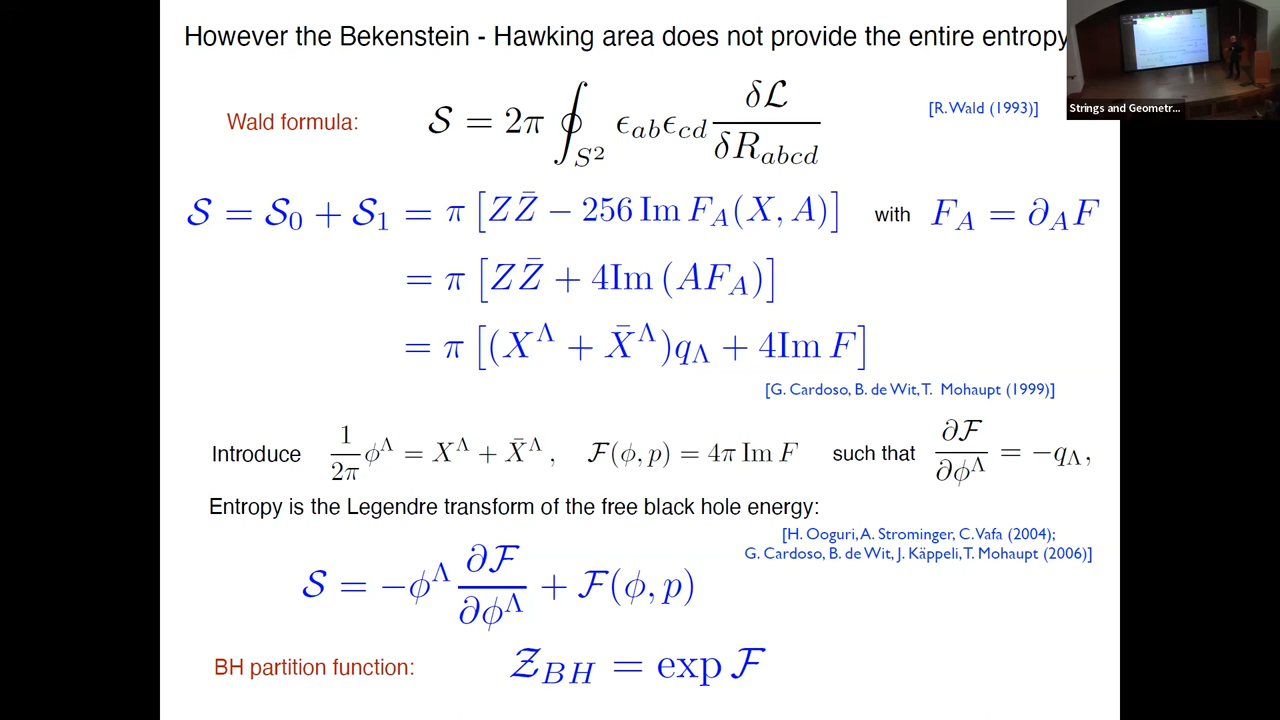 However the Bekenstein - Hawking area does not provide the entire entropy
Strings and Geometr...
Wald formula: 𝒮 = 2π ∮_{S²} ϵ_{ab}ϵ_{cd} δℒ/δR_{abcd} [R. Wald (1993)]
𝒮 = 𝒮₀ + 𝒮₁ = π [ZZ̄ − 256 Im F_A(X, A)] with F_A = ∂_A F
= π [ZZ̄ + 4Im (AF_A)]
= π [(X^Λ + X̄^Λ)q_Λ + 4Im F]
[G. Cardoso, B. de Wit, T. Mohaupt (1999)]
Introduce 1/2π ϕ^Λ = X^Λ + X̄^Λ, ℱ(ϕ, p) = 4π Im F such that ∂ℱ/∂ϕ^Λ = −q_Λ,
Entropy is the Legendre transform of the free black hole energy:
[H. Ooguri, A. Strominger, C. Vafa (2004);
G. Cardoso, B. de Wit, J. Käppeli, T. Mohaupt (2006)]
𝒮 = −ϕ^Λ ∂ℱ/∂ϕ^Λ + ℱ(ϕ, p)
BH partition function: 𝒵_{BH} = exp ℱ